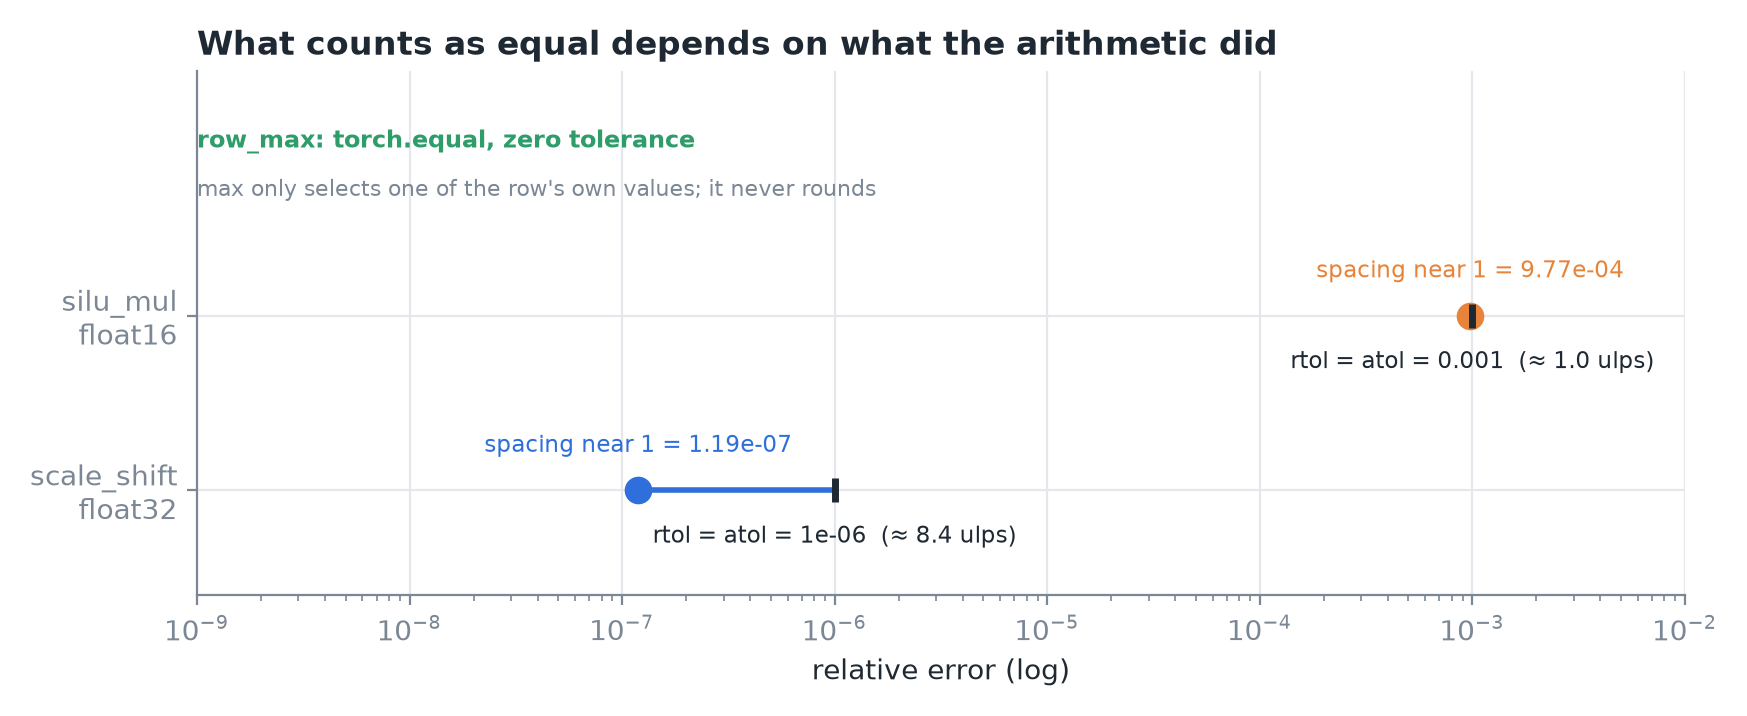 What counts as equal depends on what the arithmetic did
row_max: torch.equal, zero tolerance
max only selects one of the row's own values; it never rounds
spacing near 1 = 9.77e-04
silu_mul
float16
rtol = atol = 0.001 (≈ 1.0 ulps)
spacing near 1 = 1.19e-07
scale_shift
float32
rtol = atol = 1e-06 (≈ 8.4 ulps)
10⁻⁹ 10⁻⁸ 10⁻⁷ 10⁻⁶ 10⁻⁵ 10⁻⁴ 10⁻³ 10⁻²
relative error (log)